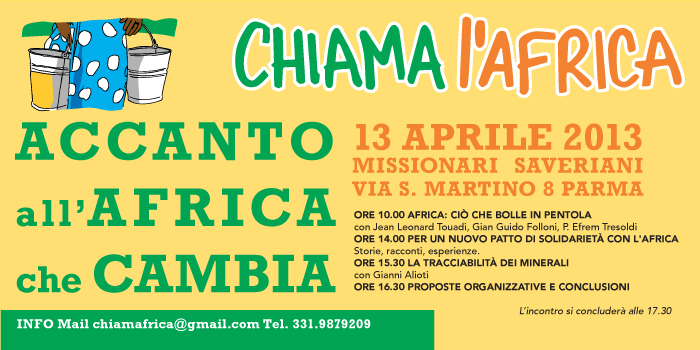 CHIAMA l'AFRICA
ACCANTO
all'AFRICA
che CAMBIA
13 APRILE 2013
MISSIONARI SAVERIANI
VIA S. MARTINO 8 PARMA
ORE 10.00 AFRICA: CIÒ CHE BOLLE IN PENTOLA
con Jean Leonard Touadi, Gian Guido Folloni, P. Efrem Tresoldi
ORE 14.00 PER UN NUOVO PATTO DI SOLIDARIETÀ CON L'AFRICA
Storie, racconti, esperienze.
ORE 15.30 LA TRACCIABILITÀ DEI MINERALI
con Gianni Alioti
ORE 16.30 PROPOSTE ORGANIZZATIVE E CONCLUSIONI
L'incontro si concluderà alle 17.30
INFO Mail chiamafrica@gmail.com Tel. 331.9879209